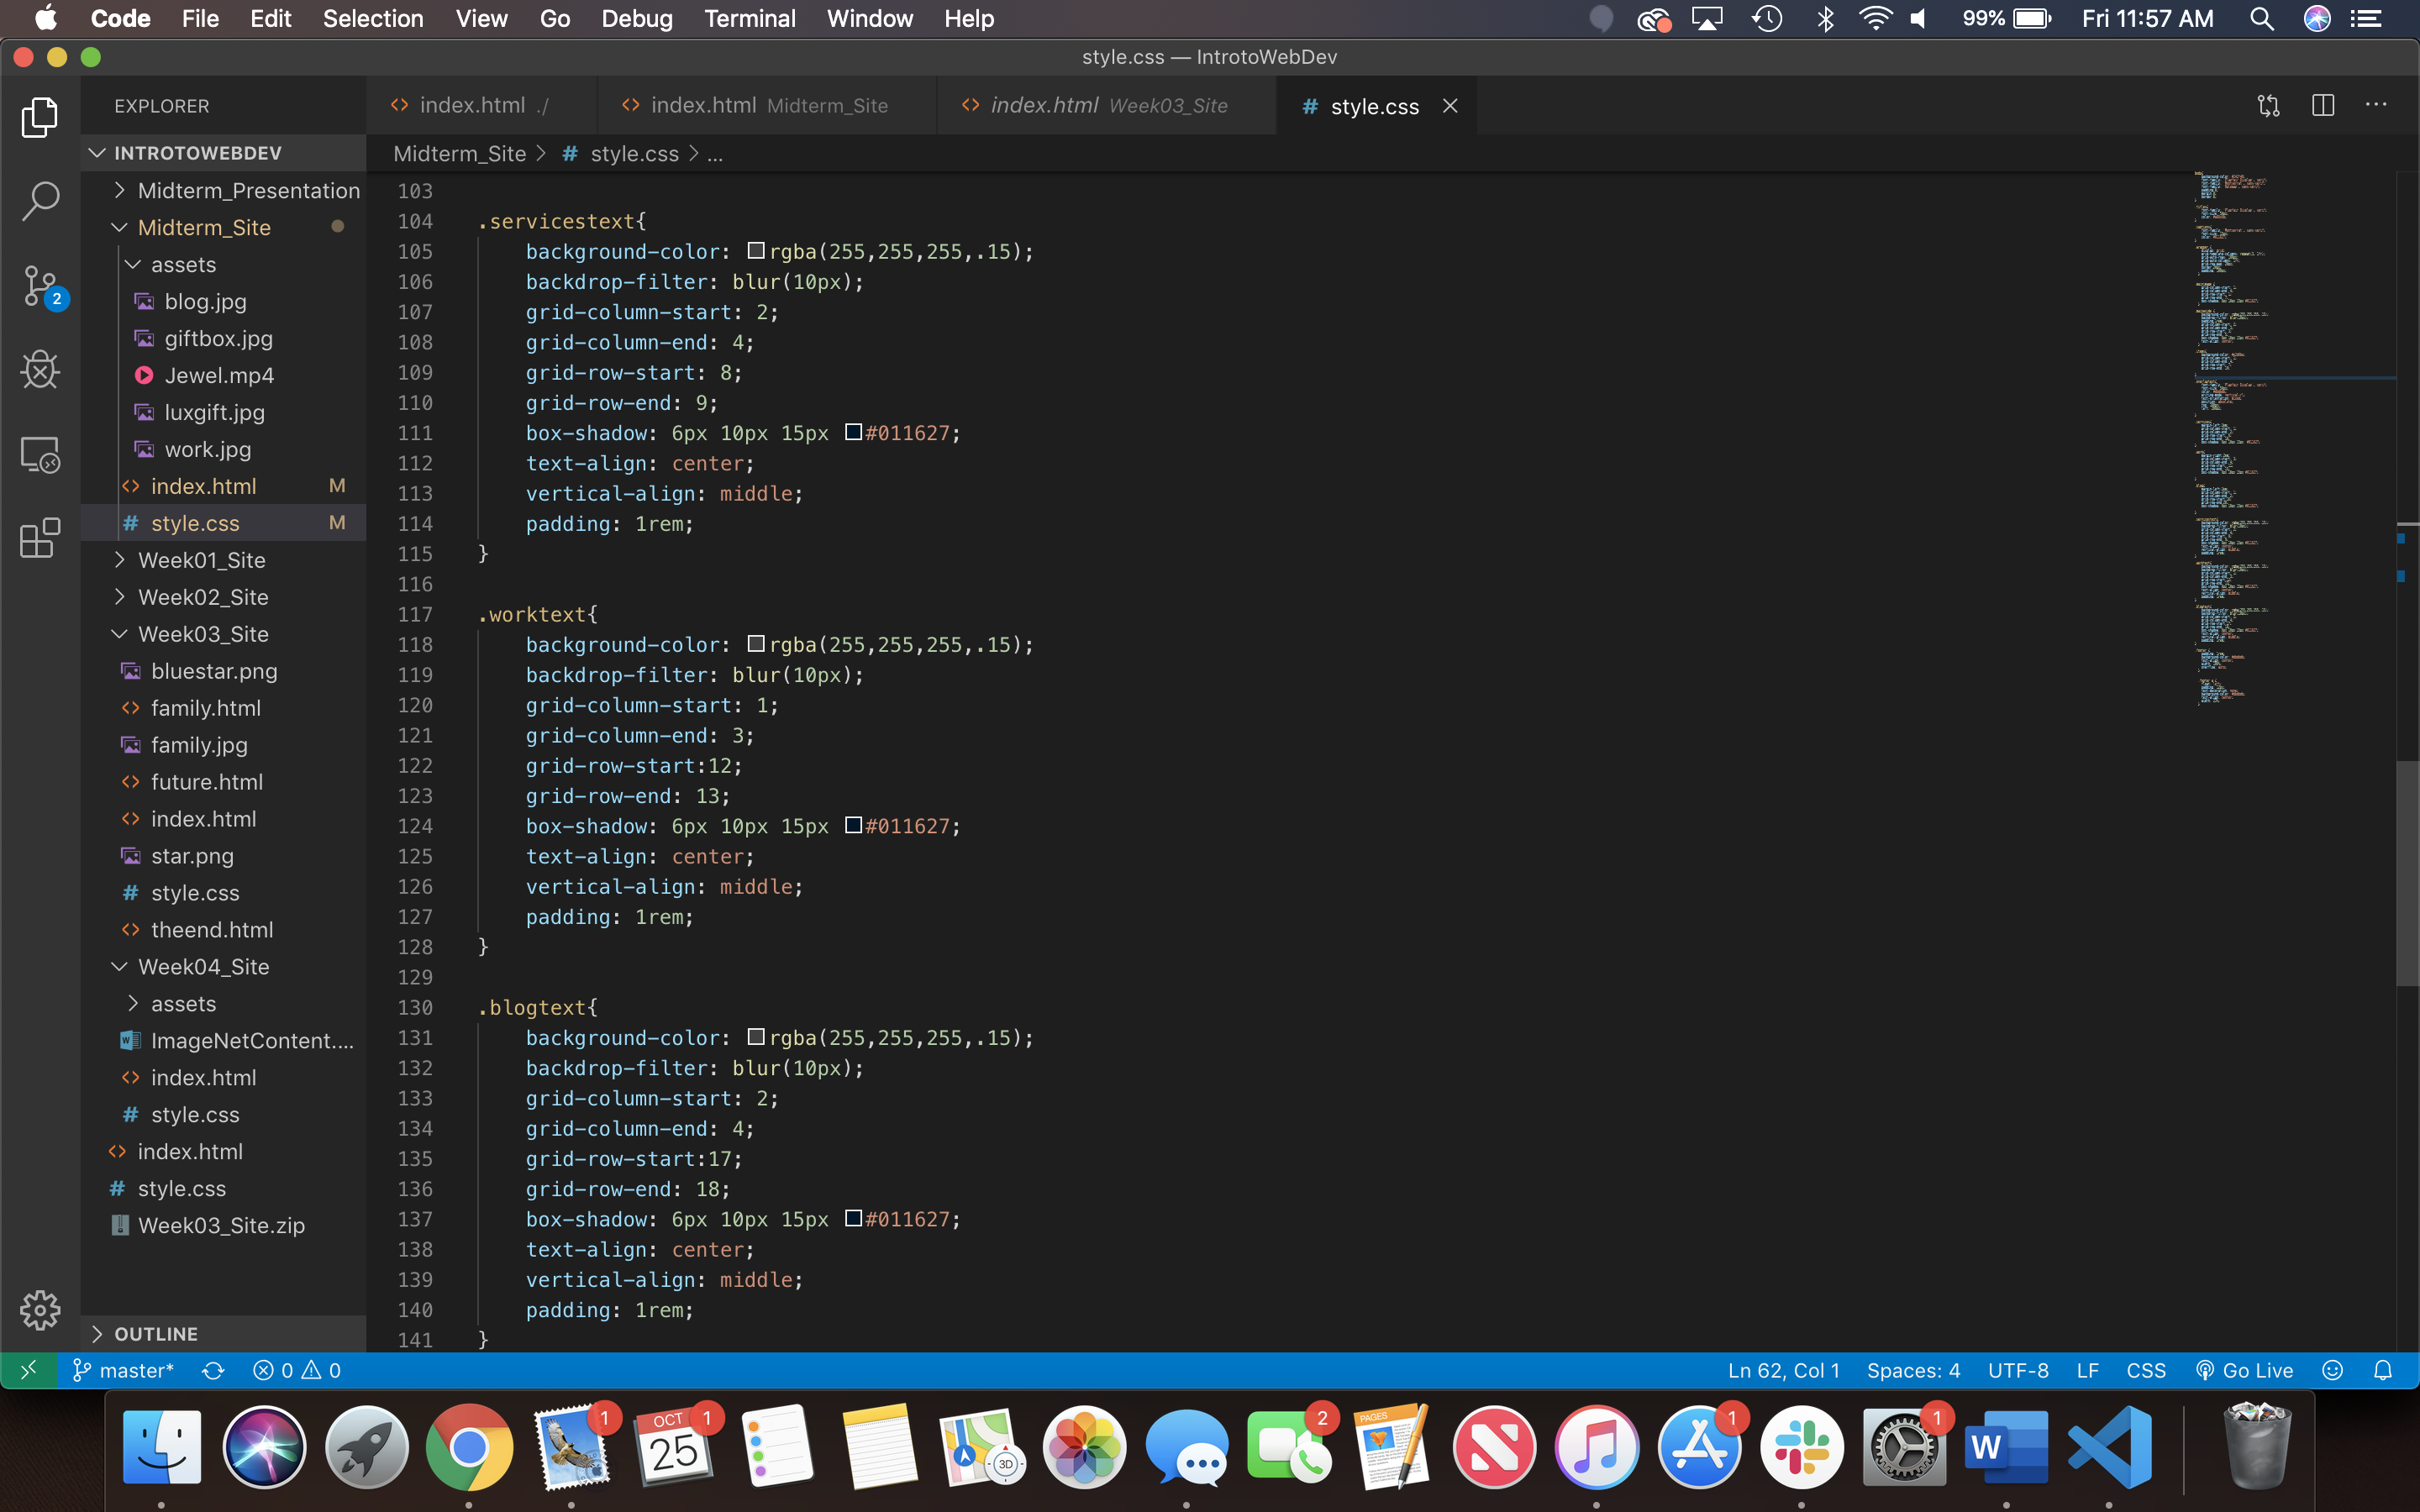 Code File Edit Selection View Go Debug Terminal Window Help 99% Fri 11:57 AM
style.css — IntrotoWebDev
EXPLORER
index.html ./ index.html Midterm_Site index.html Week03_Site # style.css
Midterm_Site > # style.css > ...
INTROTOWEBDEV
Midterm_Presentation
Midterm_Site
assets
blog.jpg
giftbox.jpg
Jewel.mp4
luxgift.jpg
work.jpg
index.html M
# style.css M
Week01_Site
Week02_Site
Week03_Site
bluestar.png
family.html
family.jpg
future.html
index.html
star.png
# style.css
theend.html
Week04_Site
assets
ImageNetContent....
index.html
# style.css
index.html
# style.css
Week03_Site.zip
OUTLINE
2
103
104 .servicestext{
105 background-color: rgba(255,255,255,.15);
106 backdrop-filter: blur(10px);
107 grid-column-start: 2;
108 grid-column-end: 4;
109 grid-row-start: 8;
110 grid-row-end: 9;
111 box-shadow: 6px 10px 15px #011627;
112 text-align: center;
113 vertical-align: middle;
114 padding: 1rem;
115 }
116
117 .worktext{
118 background-color: rgba(255,255,255,.15);
119 backdrop-filter: blur(10px);
120 grid-column-start: 1;
121 grid-column-end: 3;
122 grid-row-start:12;
123 grid-row-end: 13;
124 box-shadow: 6px 10px 15px #011627;
125 text-align: center;
126 vertical-align: middle;
127 padding: 1rem;
128 }
129
130 .blogtext{
131 background-color: rgba(255,255,255,.15);
132 backdrop-filter: blur(10px);
133 grid-column-start: 2;
134 grid-column-end: 4;
135 grid-row-start:17;
136 grid-row-end: 18;
137 box-shadow: 6px 10px 15px #011627;
138 text-align: center;
139 vertical-align: middle;
140 padding: 1rem;
141 }
master* 0 0 Ln 62, Col 1 Spaces: 4 UTF-8 LF CSS Go Live
1 OCT 25 1 3D 2 PAGES 1 1 W